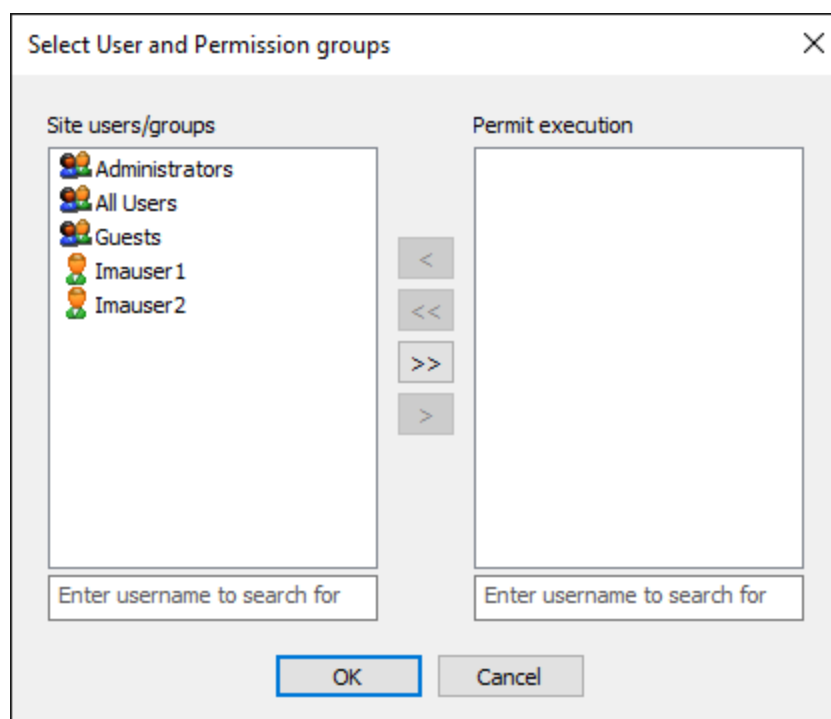 Select User and Permission groups
Site users/groups
Permit execution
Administrators
All Users
Guests
Imauser1
Imauser2
<
<<
>>
>
Enter username to search for
Enter username to search for
OK
Cancel